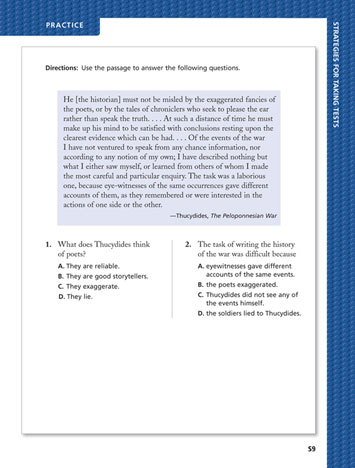 PRACTICE
STRATEGIES FOR TAKING TESTS
Directions: Use the passage to answer the following questions.
He [the historian] must not be misled by the exaggerated fancies of
the poets, or by the tales of chroniclers who seek to please the ear
rather than speak the truth. . . . At such a distance of time he must
make up his mind to be satisfied with conclusions resting upon the
clearest evidence which can be had. . . . Of the events of the war
I have not ventured to speak from any chance information, nor
according to any notion of my own; I have described nothing but
what I either saw myself, or learned from others of whom I made
the most careful and particular enquiry. The task was a laborious
one, because eye-witnesses of the same occurrences gave different
accounts of them, as they remembered or were interested in the
actions of one side or the other.
—Thucydides, The Peloponnesian War
1. What does Thucydides think
of poets?
A. They are reliable.
B. They are good storytellers.
C. They exaggerate.
D. They lie.
2. The task of writing the history
of the war was difficult because
A. eyewitnesses gave different
accounts of the same events.
B. the poets exaggerated.
C. Thucydides did not see any of
the events himself.
D. the soldiers lied to Thucydides.
59